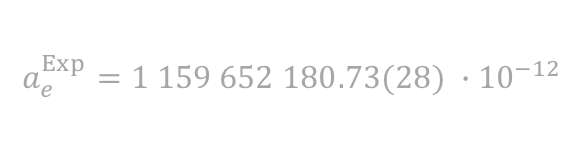 a_e^Exp = 1 159 652 180.73(28) · 10^−12